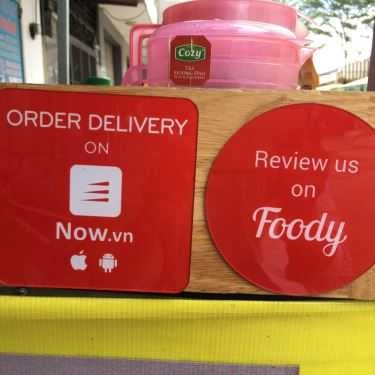 Cozy
ORDER DELIVERY
ON
Now.vn
Review us
on
Foody